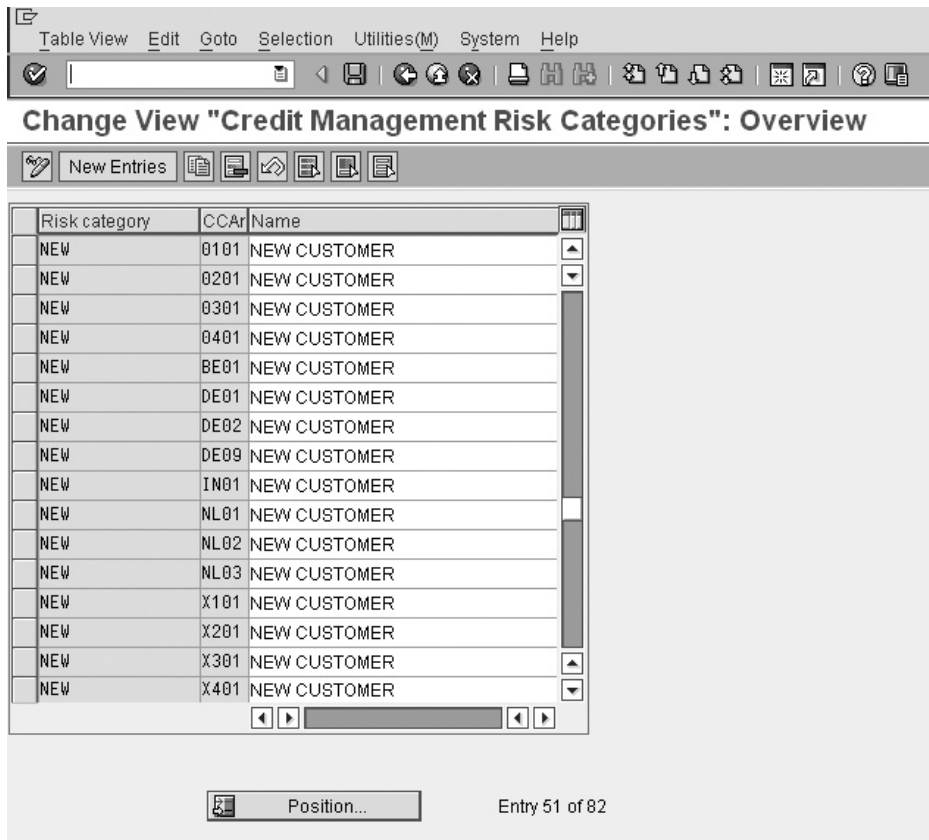 Table View Edit Goto Selection Utilities(M) System Help
Change View "Credit Management Risk Categories": Overview
New Entries
Risk category CCAr Name
NEW 0101 NEW CUSTOMER
NEW 0201 NEW CUSTOMER
NEW 0301 NEW CUSTOMER
NEW 0401 NEW CUSTOMER
NEW BE01 NEW CUSTOMER
NEW DE01 NEW CUSTOMER
NEW DE02 NEW CUSTOMER
NEW DE09 NEW CUSTOMER
NEW IN01 NEW CUSTOMER
NEW NL01 NEW CUSTOMER
NEW NL02 NEW CUSTOMER
NEW NL03 NEW CUSTOMER
NEW X101 NEW CUSTOMER
NEW X201 NEW CUSTOMER
NEW X301 NEW CUSTOMER
NEW X401 NEW CUSTOMER
Position... Entry 51 of 82